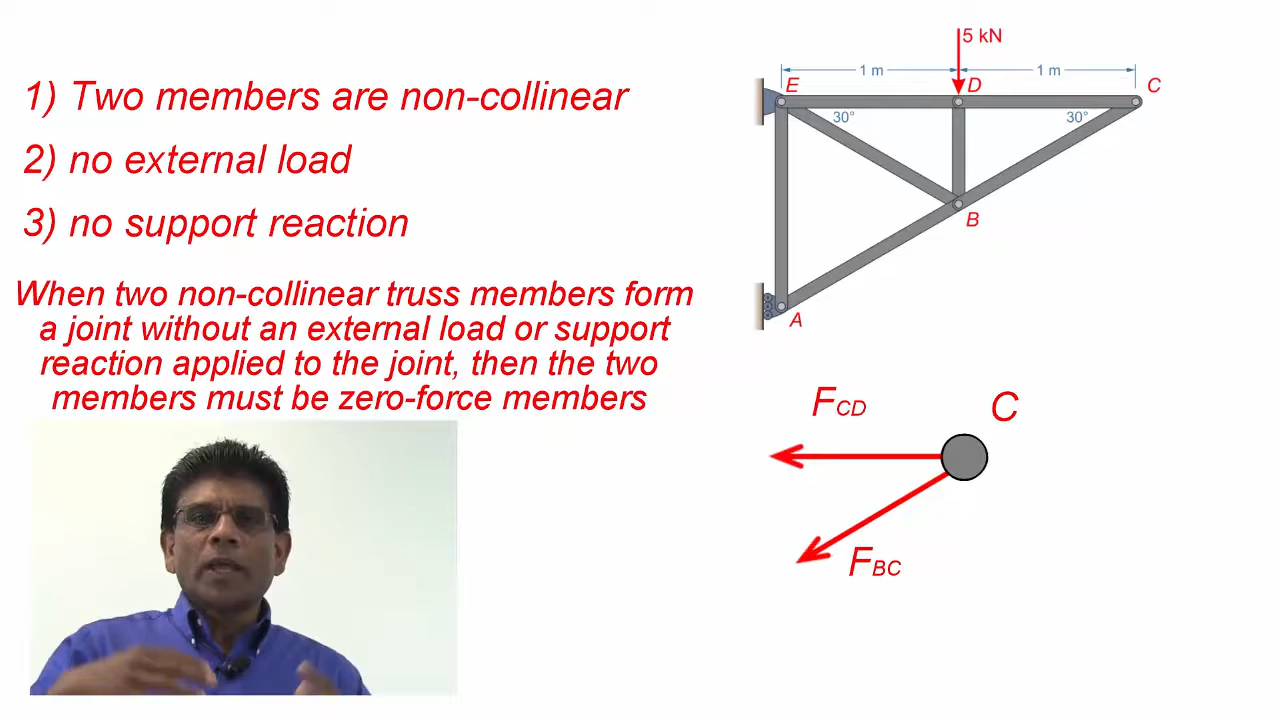 1) Two members are non-collinear
2) no external load
3) no support reaction
When two non-collinear truss members form
a joint without an external load or support
reaction applied to the joint, then the two
members must be zero-force members
5 kN
1 m
1 m
E
D
C
30°
30°
B
A
FCD
C
FBC